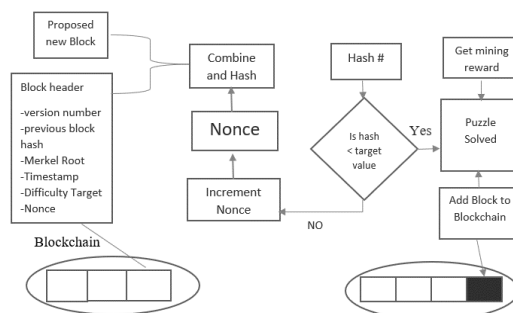 Proposed
new Block
Block header
-version number
-previous block
hash
-Merkel Root
-Timestamp
-Difficulty Target
-Nonce
Blockchain
Combine
and Hash
Nonce
Increment
Nonce
Hash #
Is hash
< target
value
Yes
NO
Get mining
reward
Puzzle
Solved
Add Block to
Blockchain